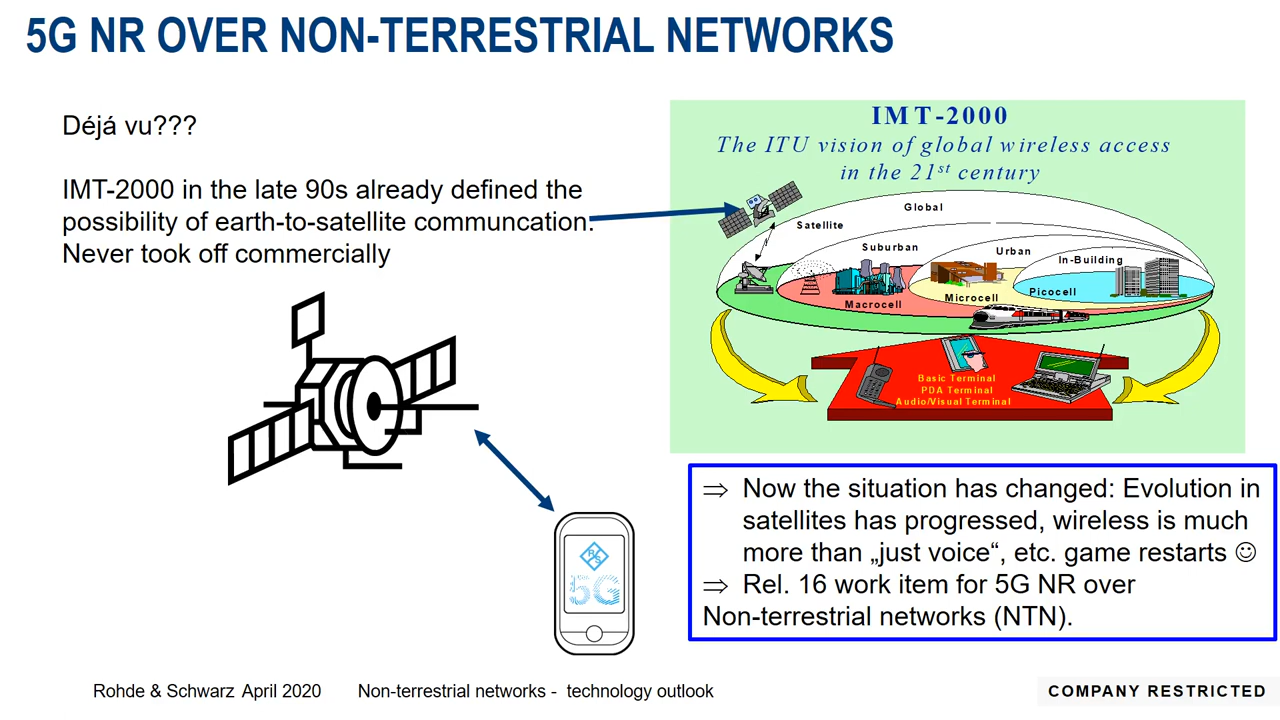 5G NR OVER NON-TERRESTRIAL NETWORKS
Déjá vu???
IMT-2000 in the late 90s already defined the
possibility of earth-to-satellite communcation.
Never took off commercially
IMT-2000
The ITU vision of global wireless access
in the 21st century
Global
Satellite
Suburban
Urban
In-Building
Macrocell
Microcell
Picocell
Basic Terminal
PDA Terminal
Audio/Visual Terminal
R&S
5G
⇒ Now the situation has changed: Evolution in
satellites has progressed, wireless is much
more than „just voice“, etc. game restarts ☺
⇒ Rel. 16 work item for 5G NR over
Non-terrestrial networks (NTN).
Rohde & Schwarz April 2020 Non-terrestrial networks - technology outlook
COMPANY RESTRICTED